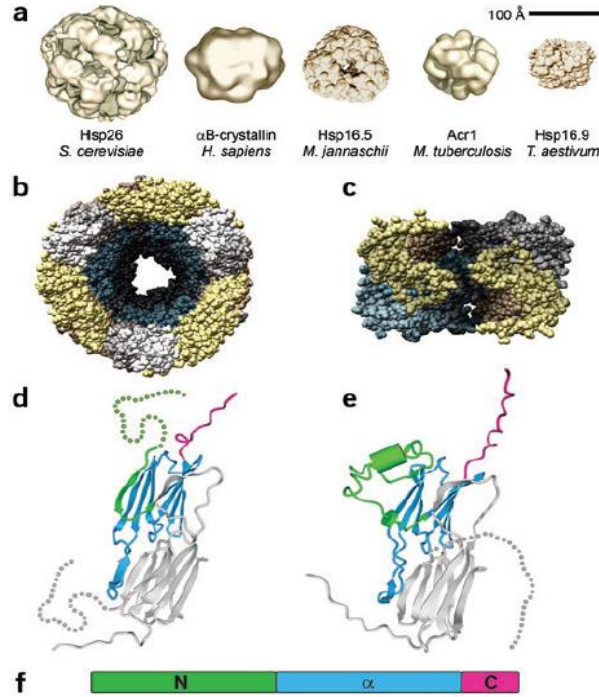 a
100 Å
Hsp26
S. cerevisiae
αB-crystallin
H. sapiens
Hsp16.5
M. jannaschii
Acr1
M. tuberculosis
Hsp16.9
T. aestivum
b
c
d
e
f
N
α
C